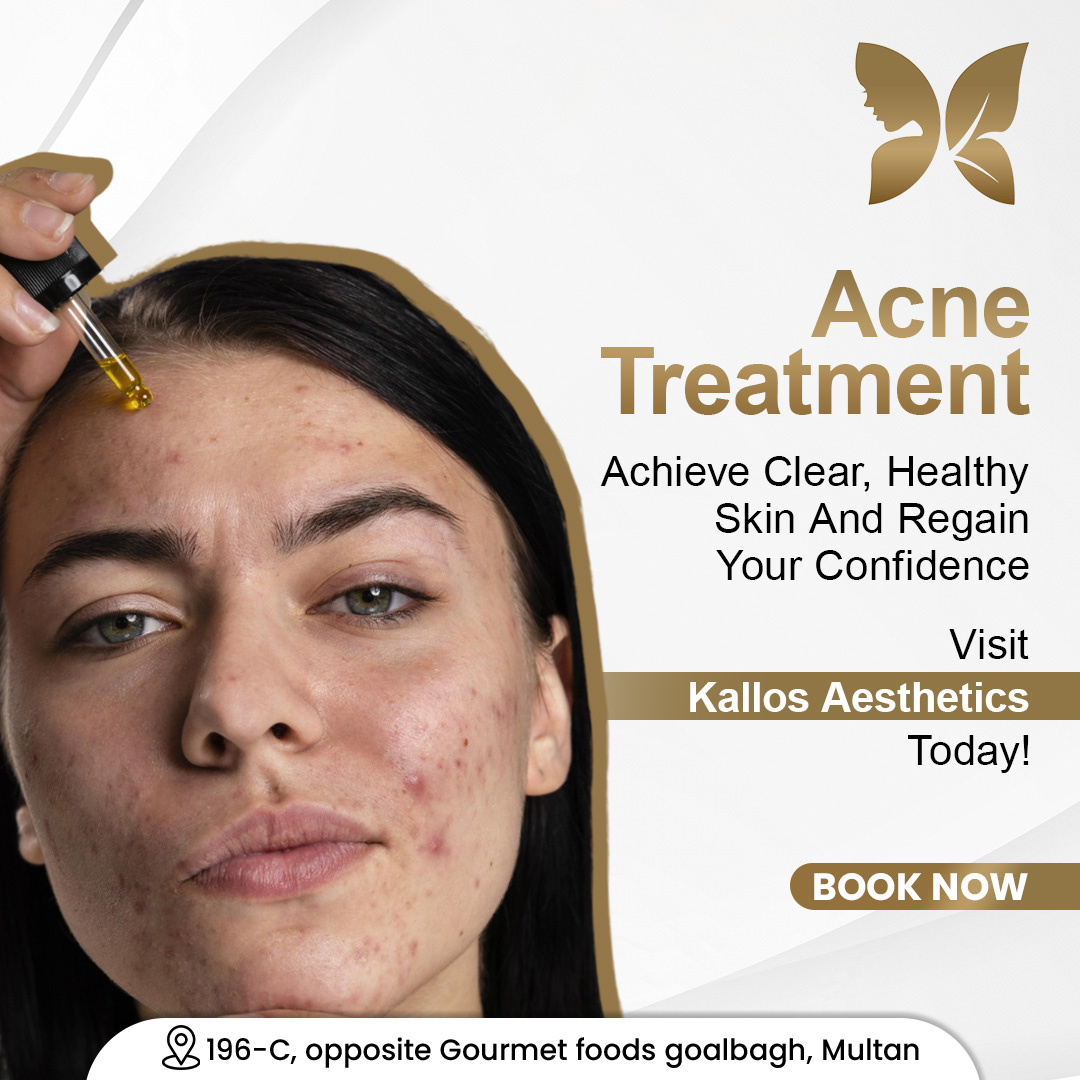 Acne
Treatment
Achieve Clear, Healthy
Skin And Regain
Your Confidence
Visit
Kallos Aesthetics
Today!
BOOK NOW
196-C, opposite Gourmet foods goalbagh, Multan